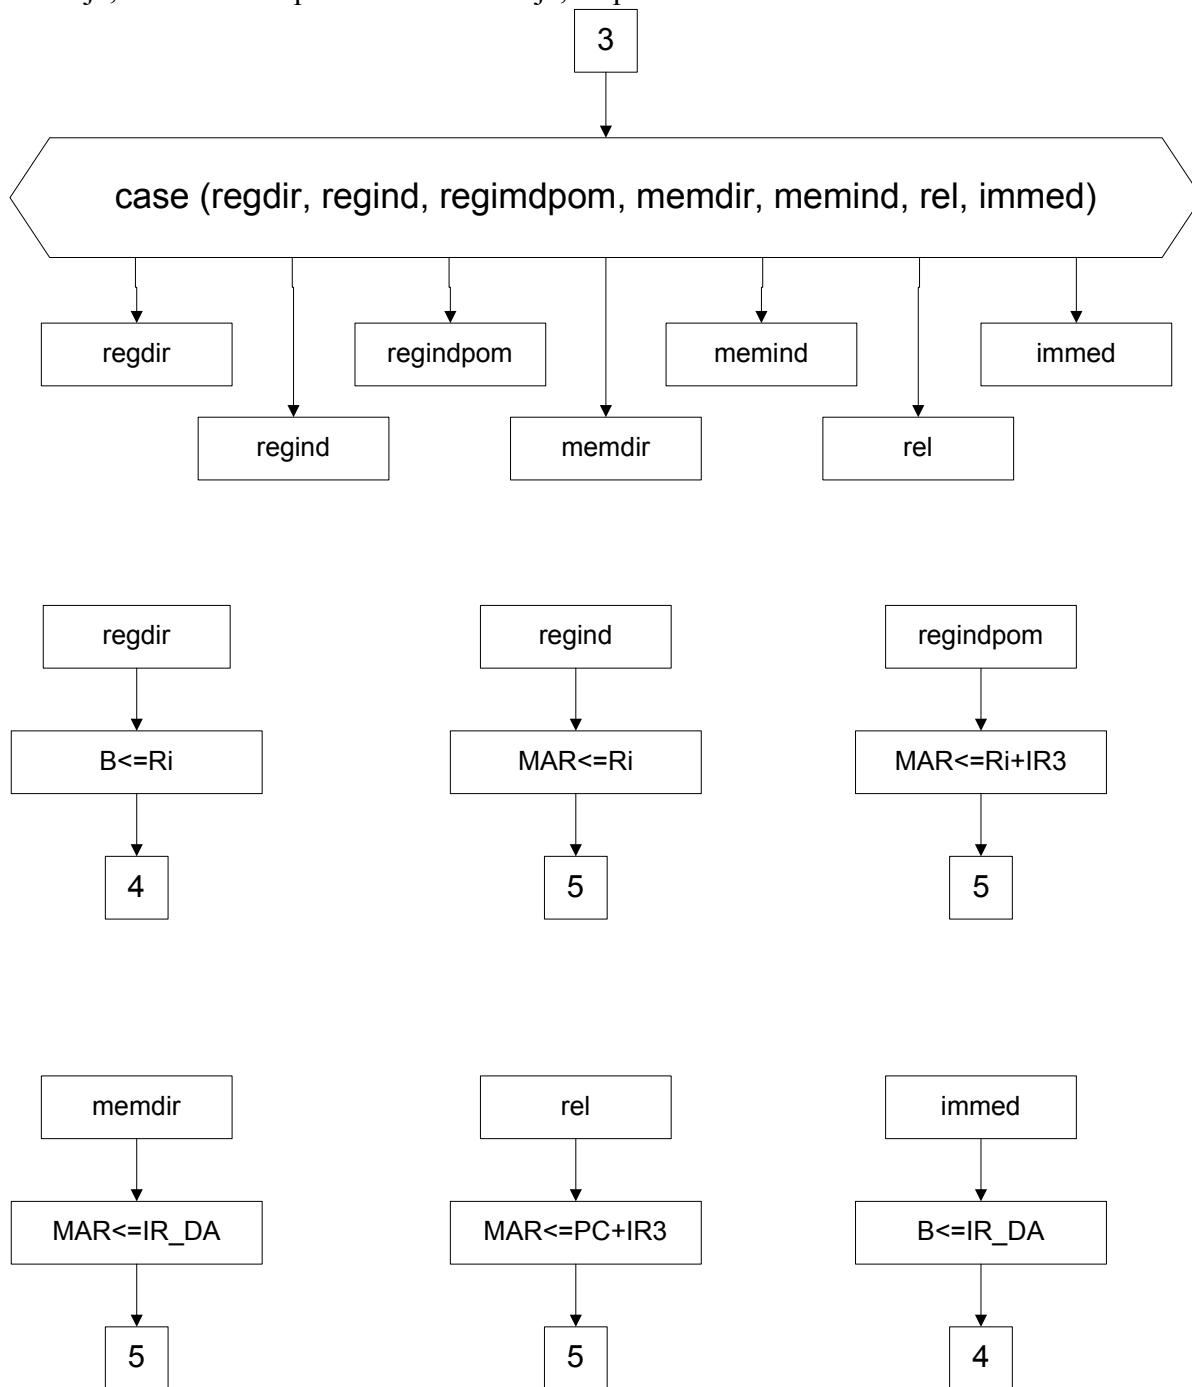 3
case (regdir, regind, regimdpom, memdir, memind, rel, immed)
regdir
regindpom
memind
immed
regind
memdir
rel
regdir
regind
regindpom
B<=Ri
MAR<=Ri
MAR<=Ri+IR3
4
5
5
memdir
rel
immed
MAR<=IR_DA
MAR<=PC+IR3
B<=IR_DA
5
5
4